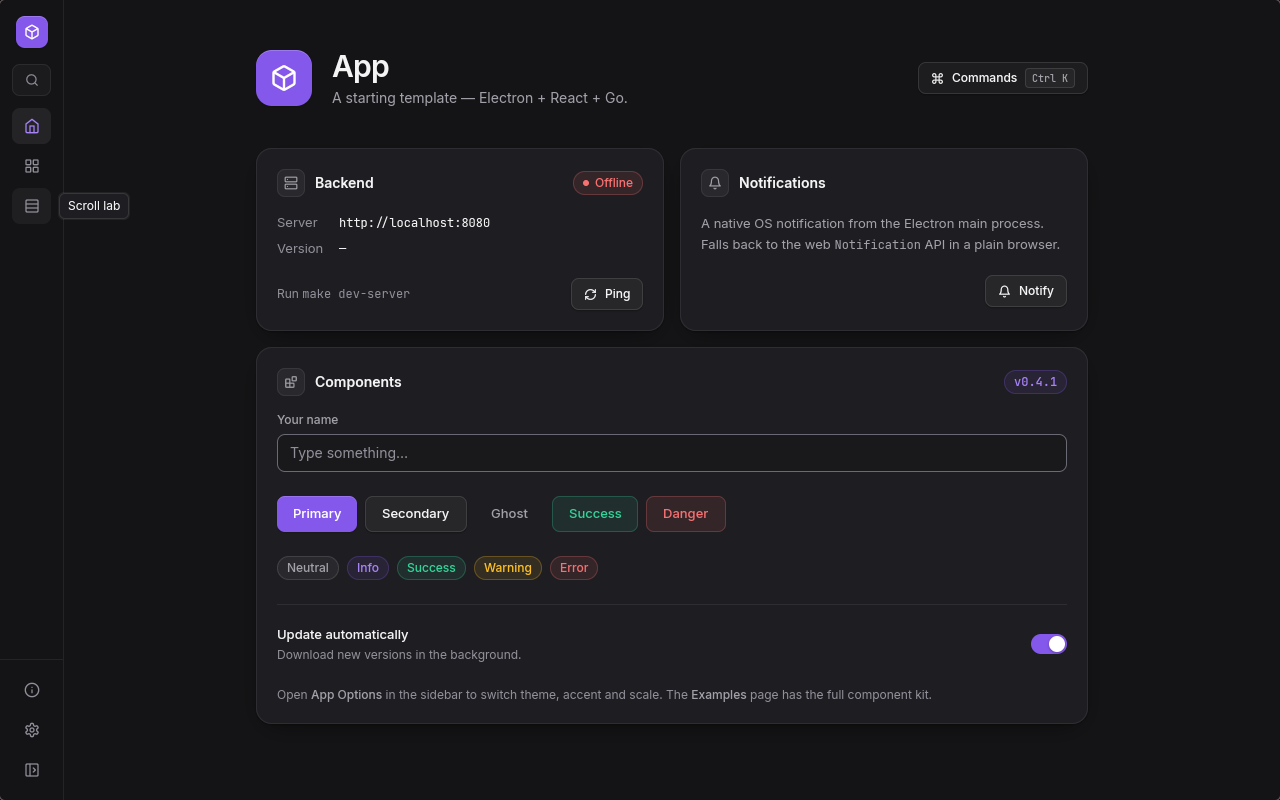 App
A starting template — Electron + React + Go.
Commands Ctrl K
Scroll lab
Backend
Offline
Server http://localhost:8080
Version —
Run make dev-server
Ping
Notifications
A native OS notification from the Electron main process.
Falls back to the web Notification API in a plain browser.
Notify
Components
v0.4.1
Your name
Type something...
Primary Secondary Ghost Success Danger
Neutral Info Success Warning Error
Update automatically
Download new versions in the background.
Open App Options in the sidebar to switch theme, accent and scale. The Examples page has the full component kit.